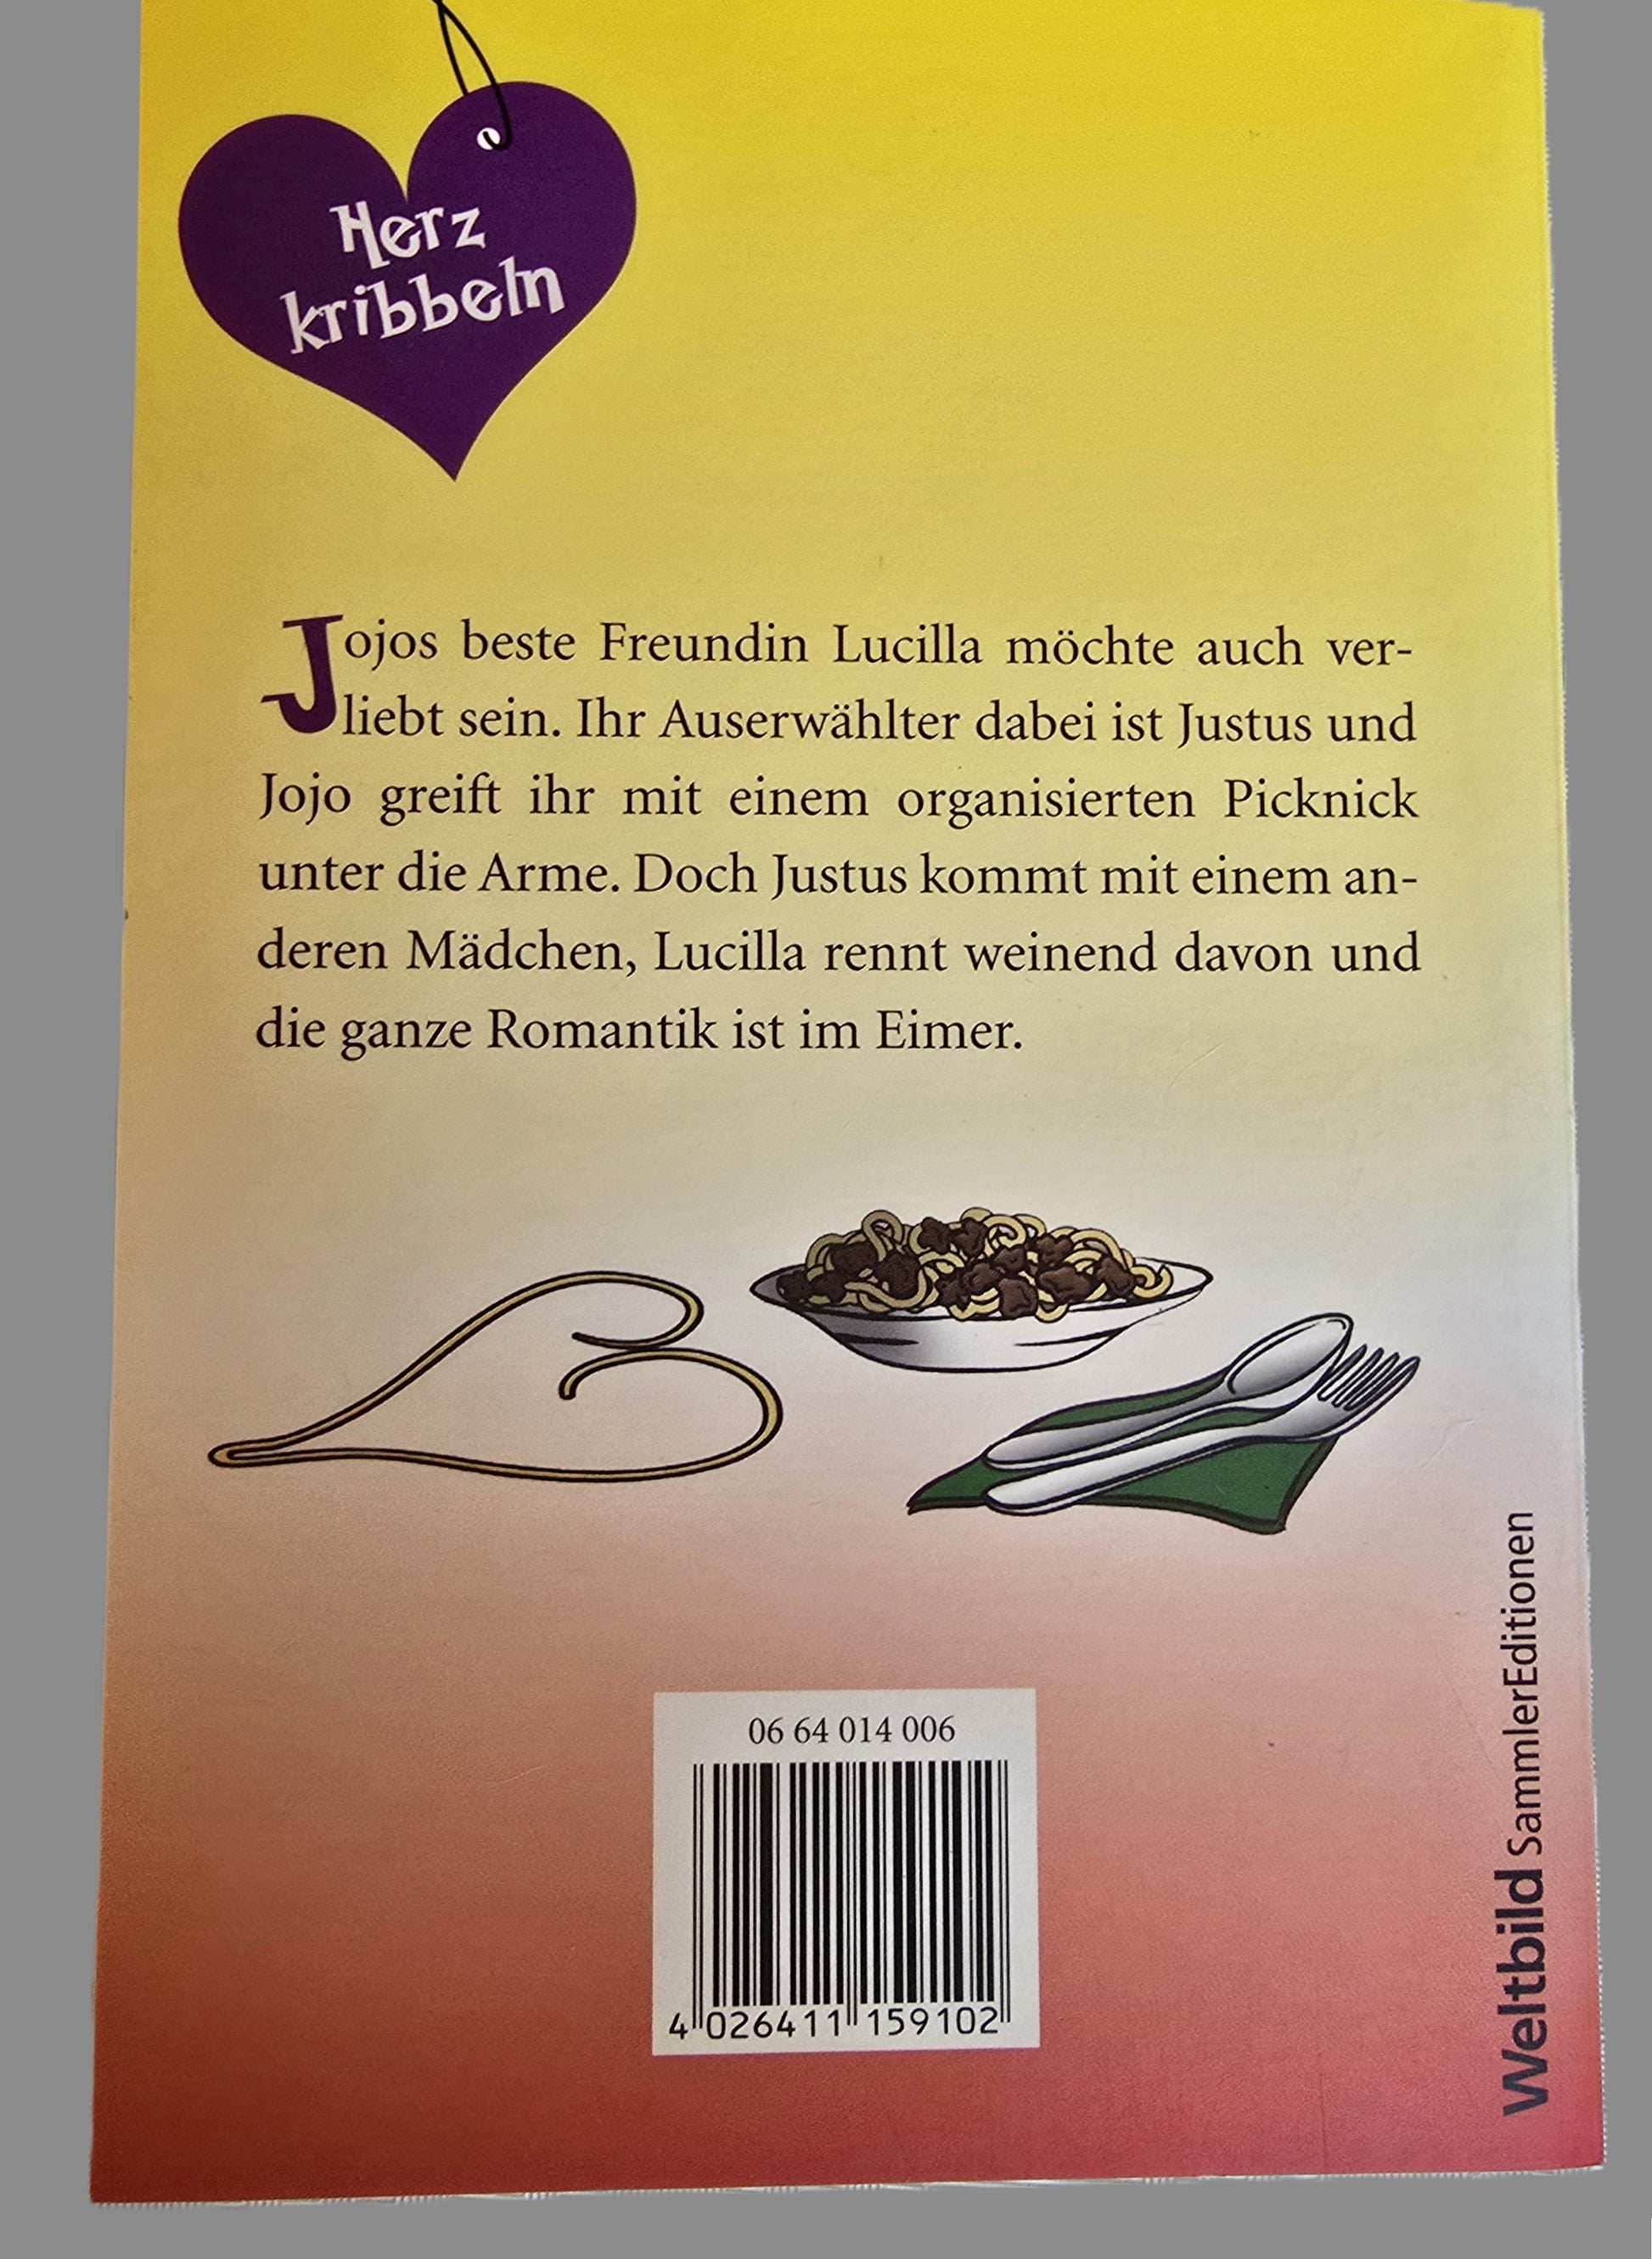 Herz
kribbeln
Jojos beste Freundin Lucilla möchte auch ver-
liebt sein. Ihr Auserwählter dabei ist Justus und
Jojo greift ihr mit einem organisierten Picknick
unter die Arme. Doch Justus kommt mit einem an-
deren Mädchen, Lucilla rennt weinend davon und
die ganze Romantik ist im Eimer.
06 64 014 006
4 026411 159102
Weltbild SammlerEditionen